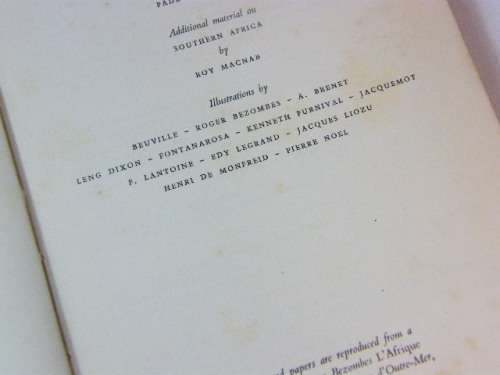 Additional material on
SOUTHERN AFRICA
by
ROY MACNAB
Illustrations by
BEUVILLE – ROGER BEZOMBES – A. BRENET
LENG DIXON – FONTANAROSA – KENNETH PURNIVAL – JACQUEMOT
P. LANTOINE – EDY LEGRAND – JACQUES LIOZU
HENRI DE MONFREID – PIERRE NOEL
papers are reproduced from a
Bezombes L'Afrique
d'Outre-Mer,